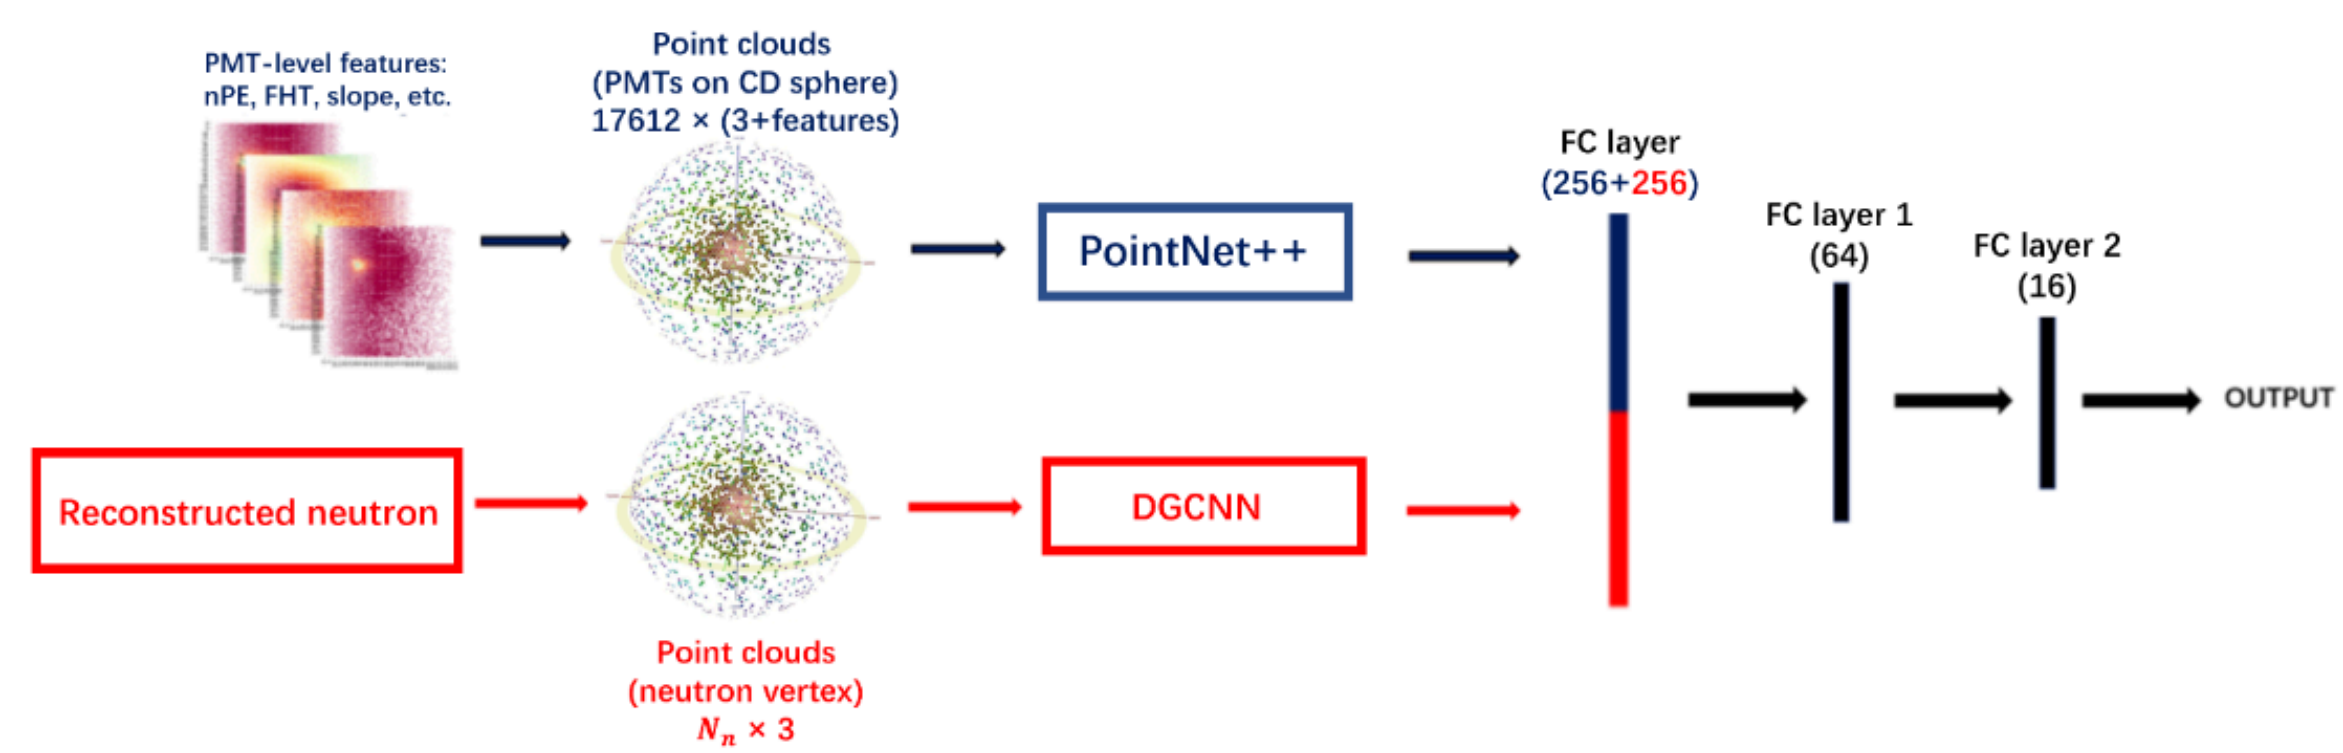 PMT-level features:
nPE, FHT, slope, etc.
Point clouds
(PMTs on CD sphere)
17612 × (3+features)
PointNet++
FC layer
(256+256)
FC layer 1
(64)
FC layer 2
(16)
OUTPUT
Reconstructed neutron
DGCNN
Point clouds
(neutron vertex)
Nₙ × 3